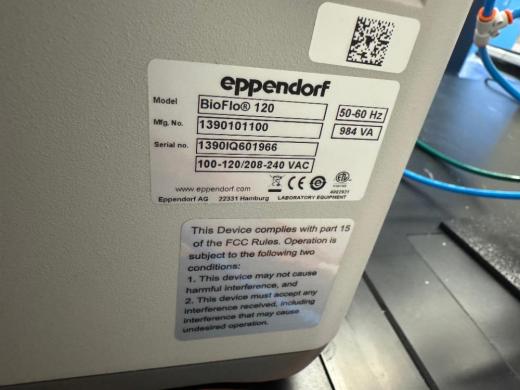 eppendorf
Model BioFlo® 120 50-60 Hz
Mfg. No. 1390101100 984 VA
Serial no. 1390IQ601966
100-120/208-240 VAC
www.eppendorf.com CE
4002931
Eppendorf AG 22331 Hamburg LABORATORY EQUIPMENT
This Device complies with part 15
of the FCC Rules. Operation is
subject to the following two
conditions:
1. This device may not cause
harmful interference, and
2. This device must accept any
interference received, including
interference that may cause
undesired operation.